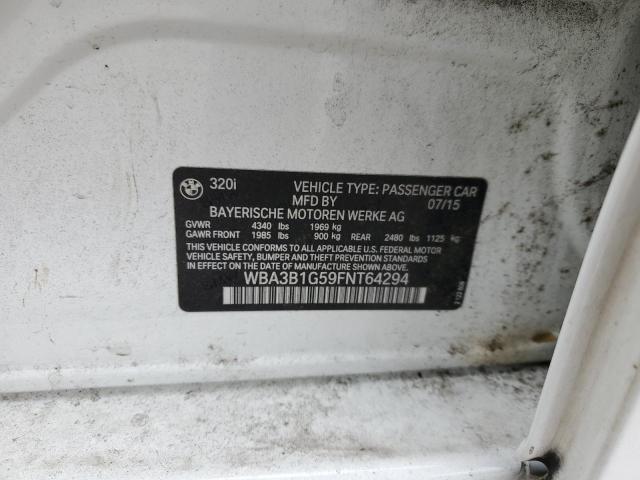 BMW
320i VEHICLE TYPE: PASSENGER CAR
MFD BY 07/15
BAYERISCHE MOTOREN WERKE AG
GVWR 4340 lbs 1969 kg
GAWR FRONT 1985 lbs 900 kg REAR 2480 lbs 1125 kg
THIS VEHICLE CONFORMS TO ALL APPLICABLE U.S. FEDERAL MOTOR
VEHICLE SAFETY, BUMPER AND THEFT PREVENTION STANDARDS
IN EFFECT ON THE DATE OF MANUFACTURE SHOWN ABOVE.
WBA3B1G59FNT64294